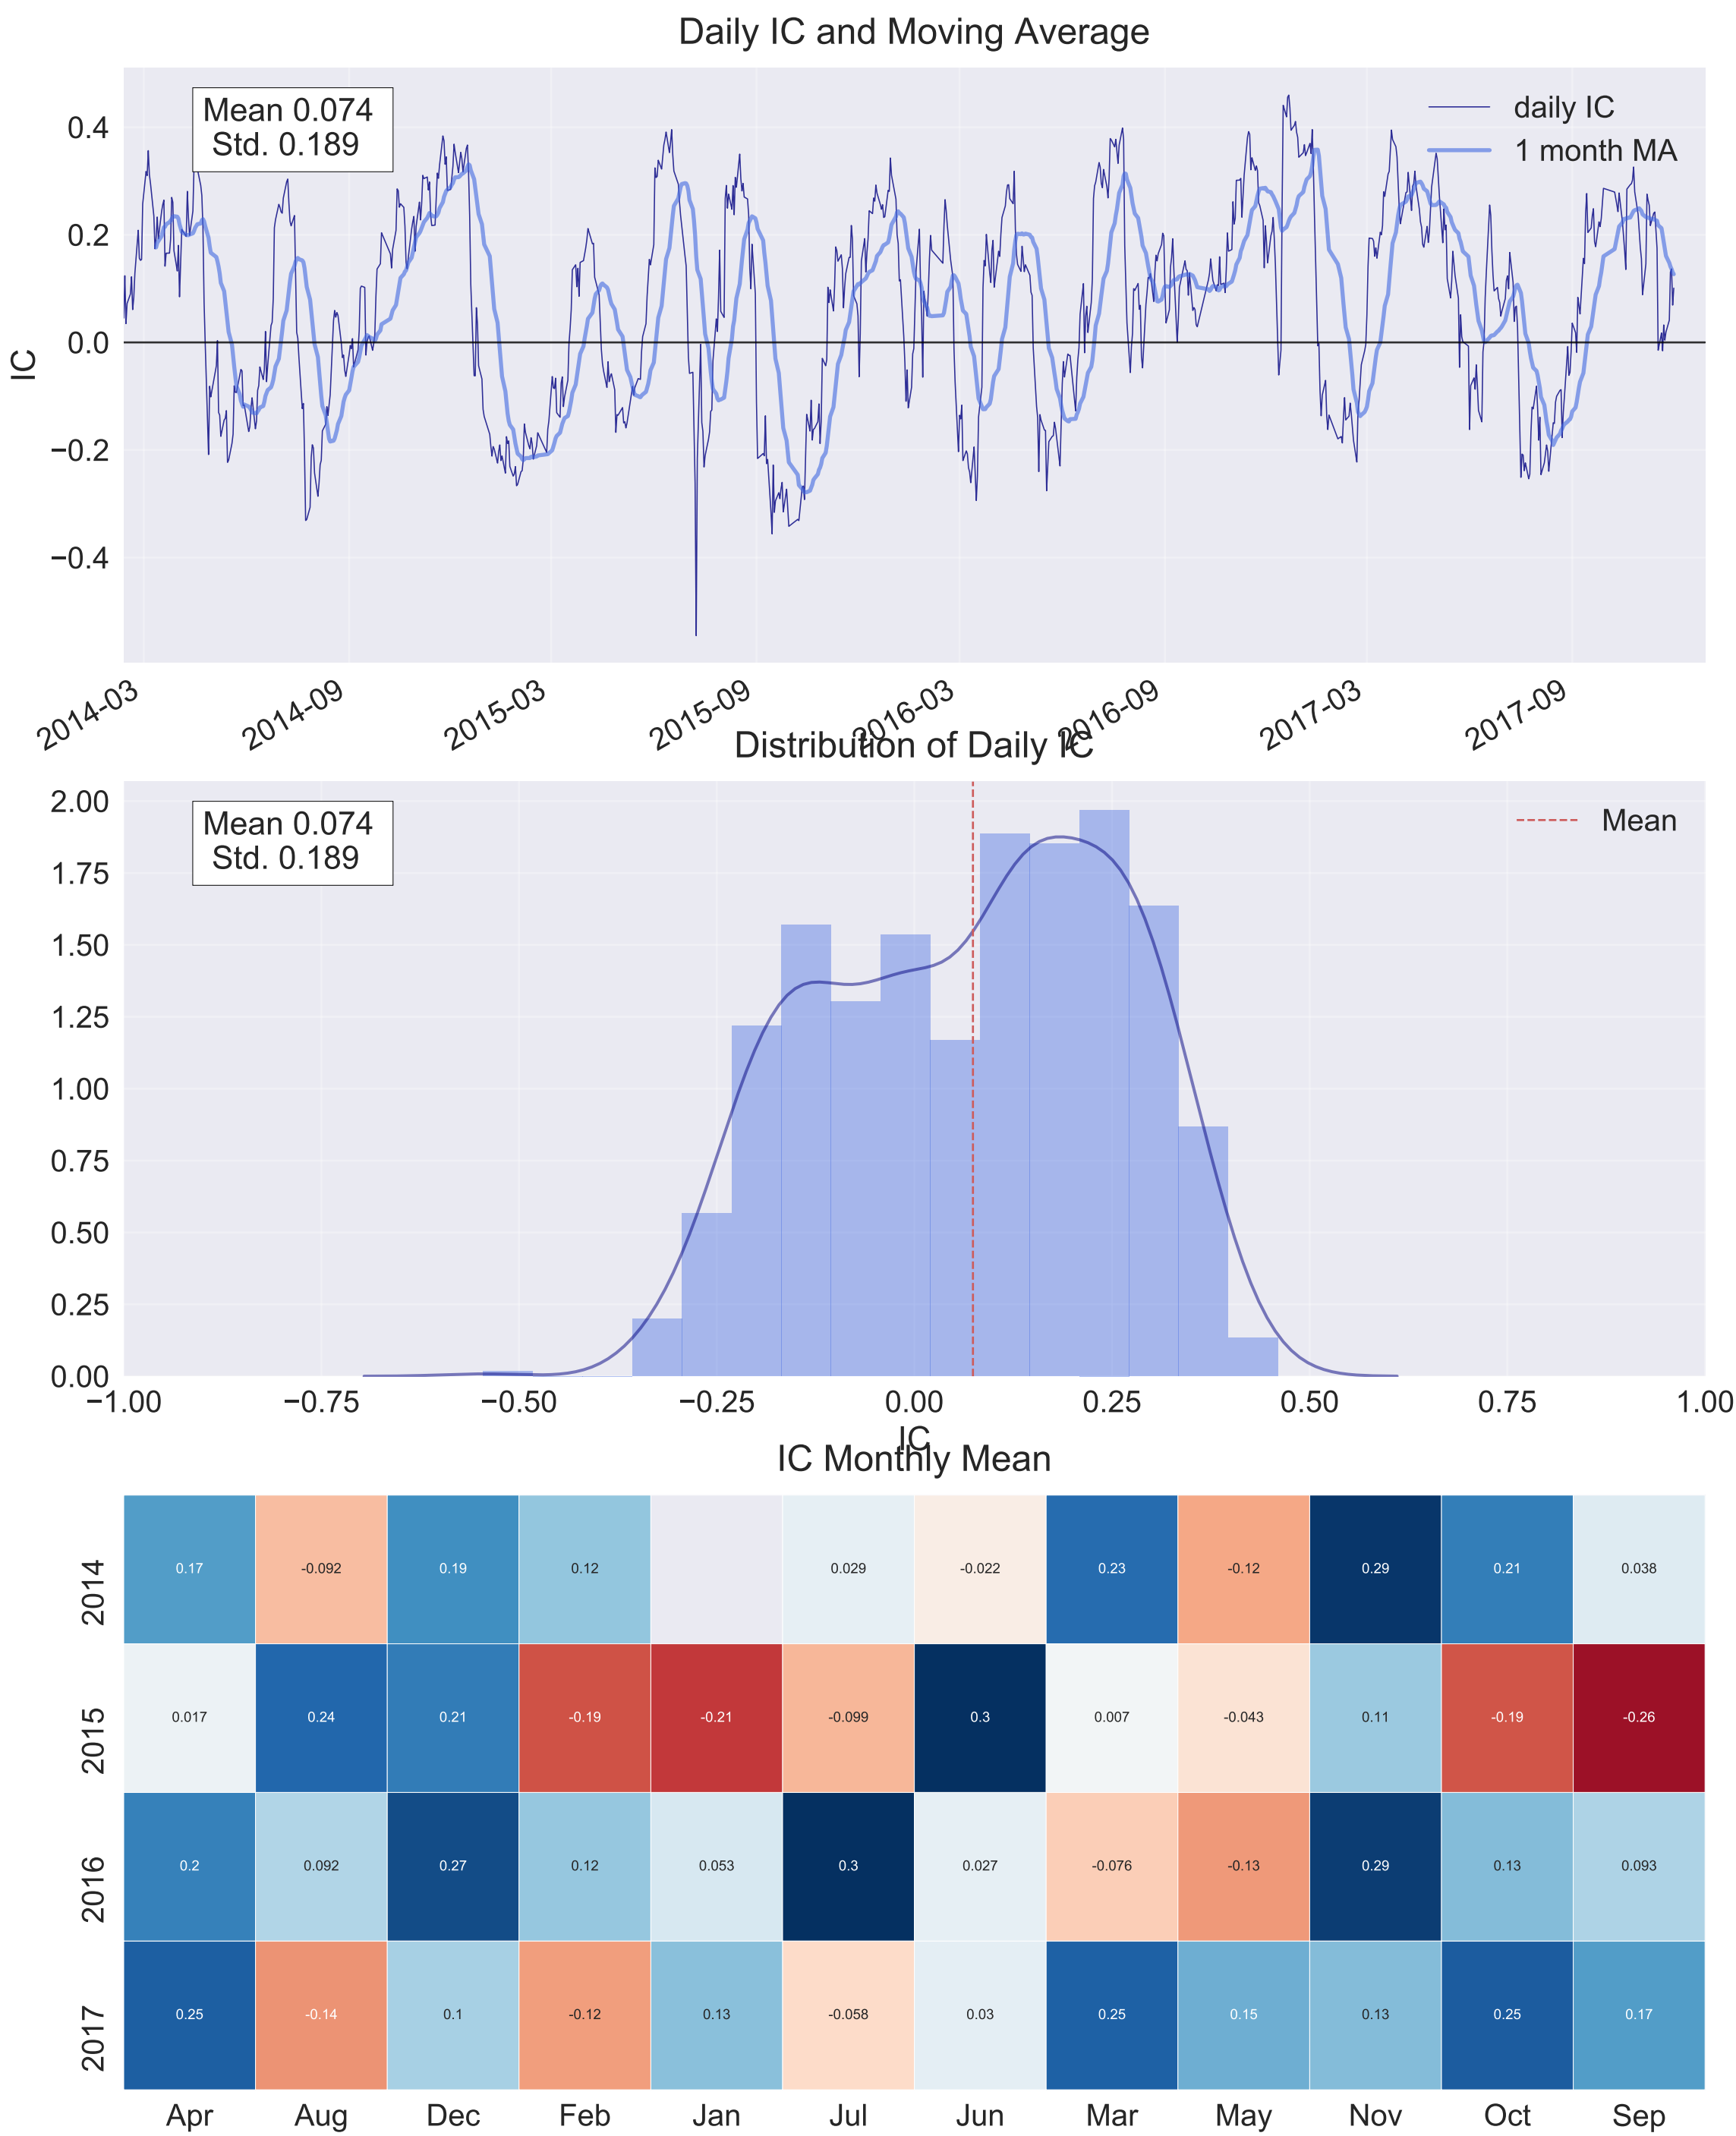 Daily IC and Moving Average
Mean 0.074
Std. 0.189
daily IC
1 month MA
0.4
0.2
0.0
−0.2
−0.4
IC
2014-03 2014-09 2015-03 2015-09 2016-03 2016-09 2017-03 2017-09
Distribution of Daily IC
Mean 0.074
Std. 0.189
Mean
2.00
1.75
1.50
1.25
1.00
0.75
0.50
0.25
0.00
−1.00 −0.75 −0.50 −0.25 0.00 0.25 0.50 0.75 1.00
IC
IC Monthly Mean
2014 0.17 -0.092 0.19 0.12 0.029 -0.022 0.23 -0.12 0.29 0.21 0.038
2015 0.017 0.24 0.21 -0.19 -0.21 -0.099 0.3 0.007 -0.043 0.11 -0.19 -0.26
2016 0.2 0.092 0.27 0.12 0.053 0.3 0.027 -0.076 -0.13 0.29 0.13 0.093
2017 0.25 -0.14 0.1 -0.12 0.13 -0.058 0.03 0.25 0.15 0.13 0.25 0.17
Apr Aug Dec Feb Jan Jul Jun Mar May Nov Oct Sep